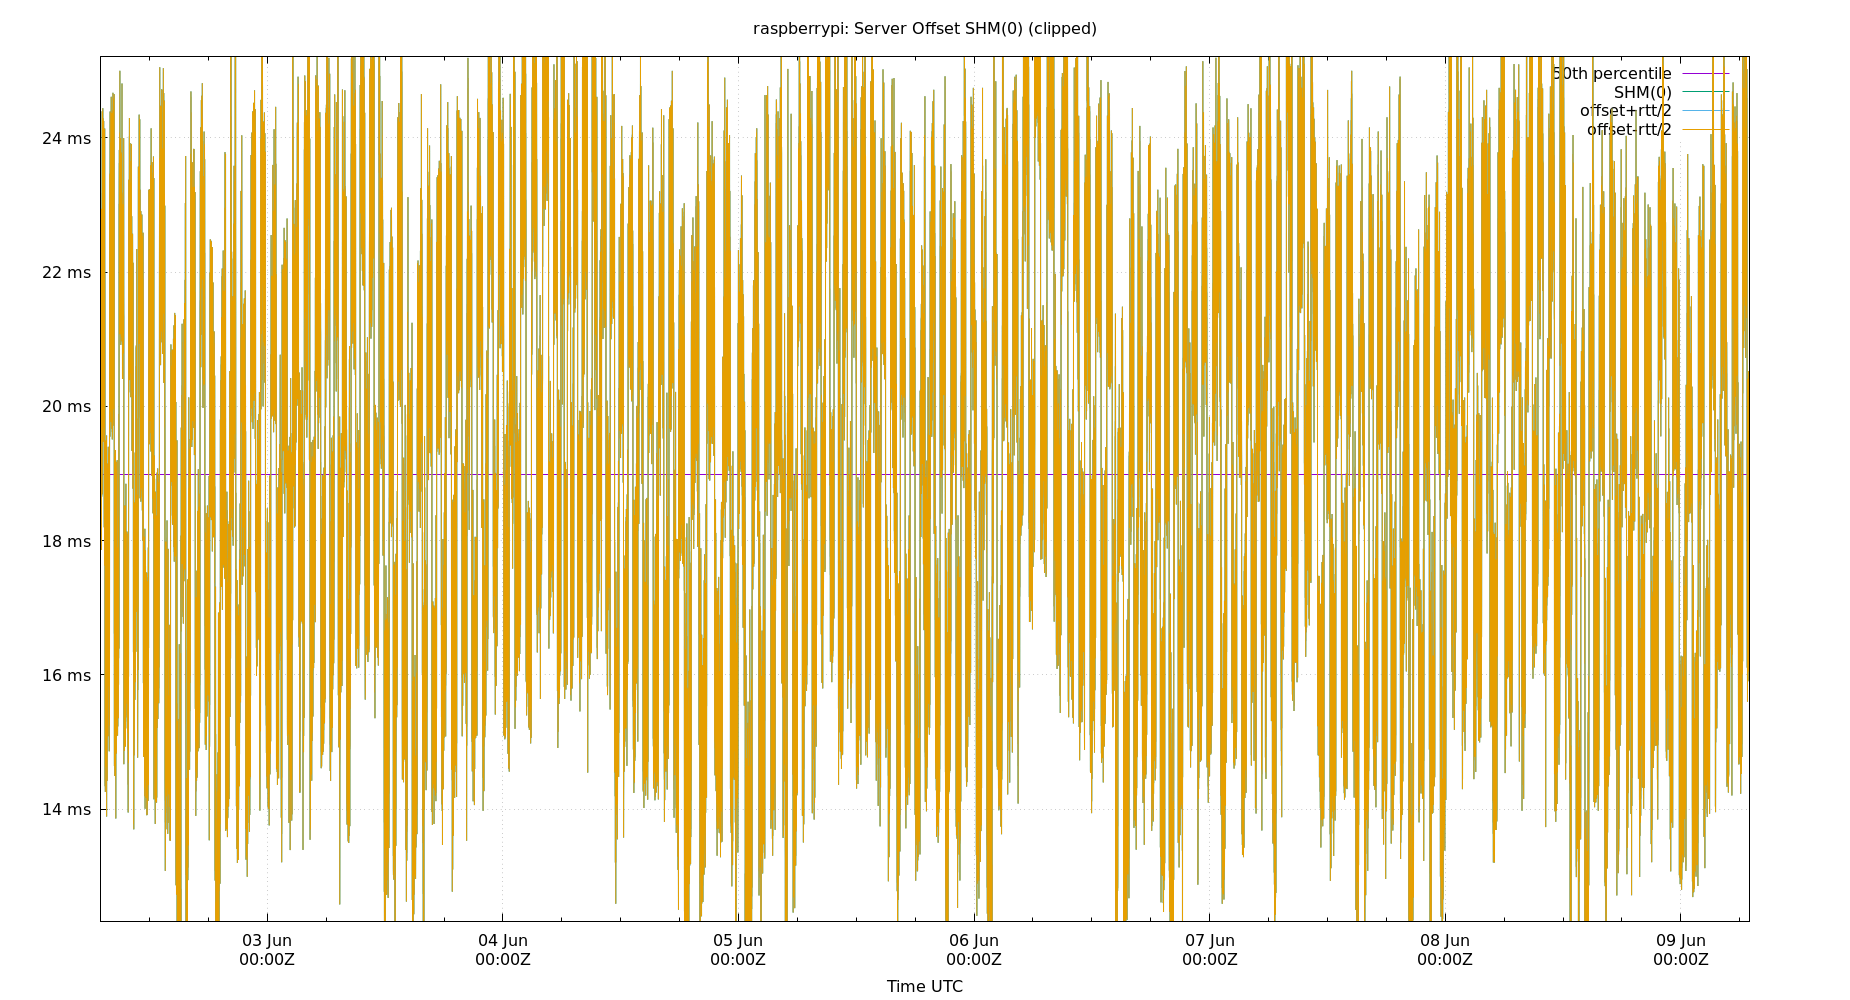 raspberrypi: Server Offset SHM(0) (clipped)
50th percentile
SHM(0)
offset+rtt/2
offset-rtt/2
24 ms
22 ms
20 ms
18 ms
16 ms
14 ms
03 Jun
00:00Z
04 Jun
00:00Z
05 Jun
00:00Z
06 Jun
00:00Z
07 Jun
00:00Z
08 Jun
00:00Z
09 Jun
00:00Z
Time UTC